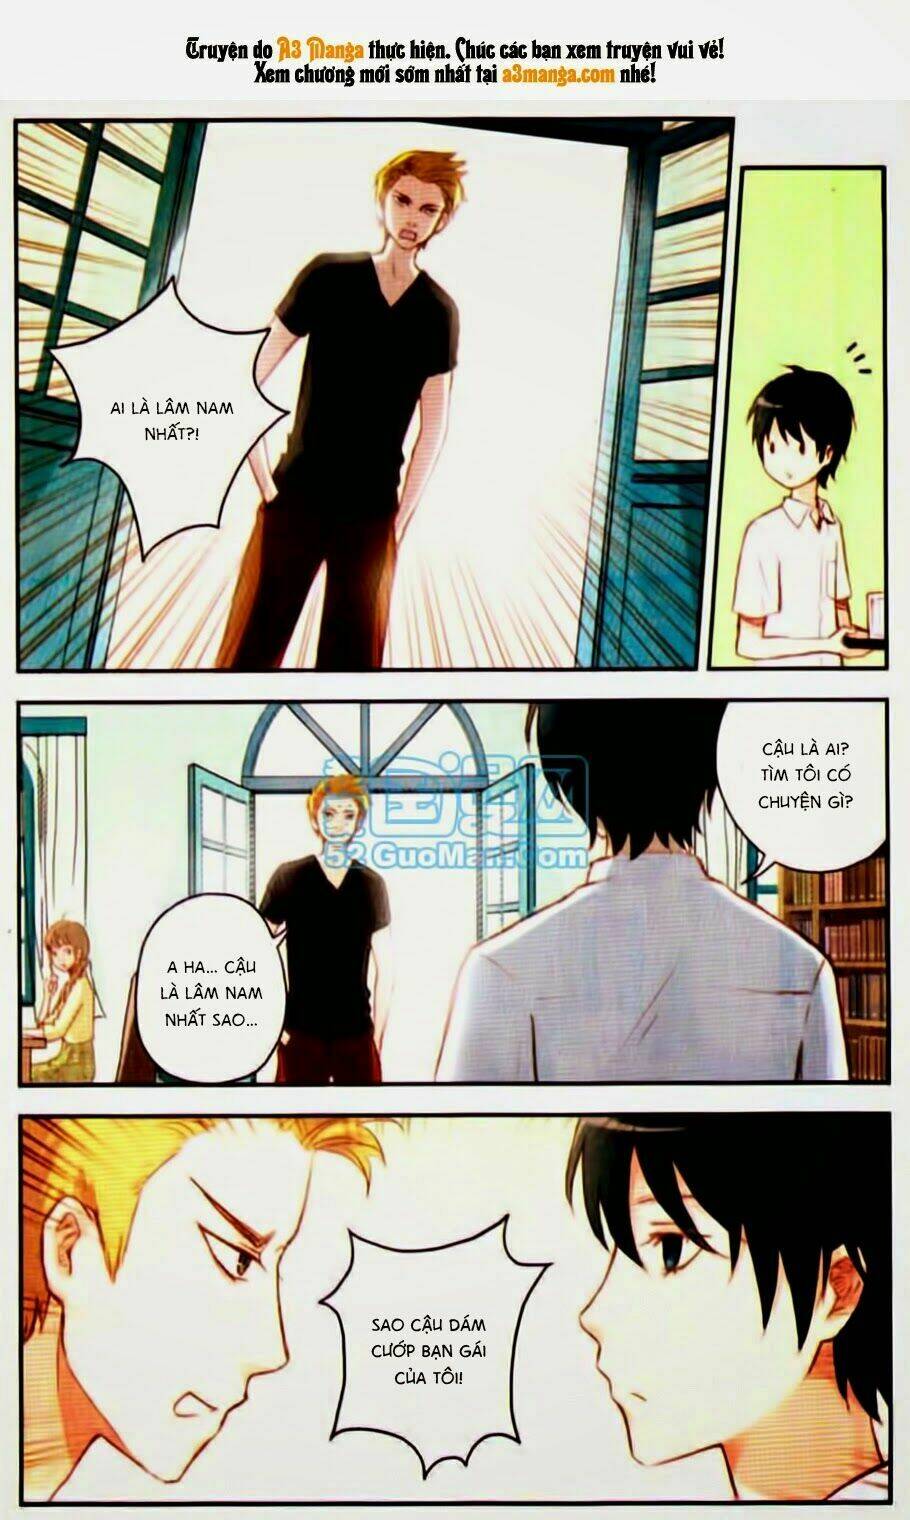 Truyện do A3 Manga thực hiện. Chúc các bạn xem truyện vui vẻ!
Xem chương mới sớm nhất tại a3manga.com nhé!
AI LÀ LÂM NAM
NHẤT?!
CẬU LÀ AI?
TÌM TÔI CÓ
CHUYỆN GÌ?
52GuoMan.Com
A HA... CẬU
LÀ LÂM NAM
NHẤT SAO...
SAO CẬU DÁM
CƯỚP BẠN GÁI
CỦA TÔI!